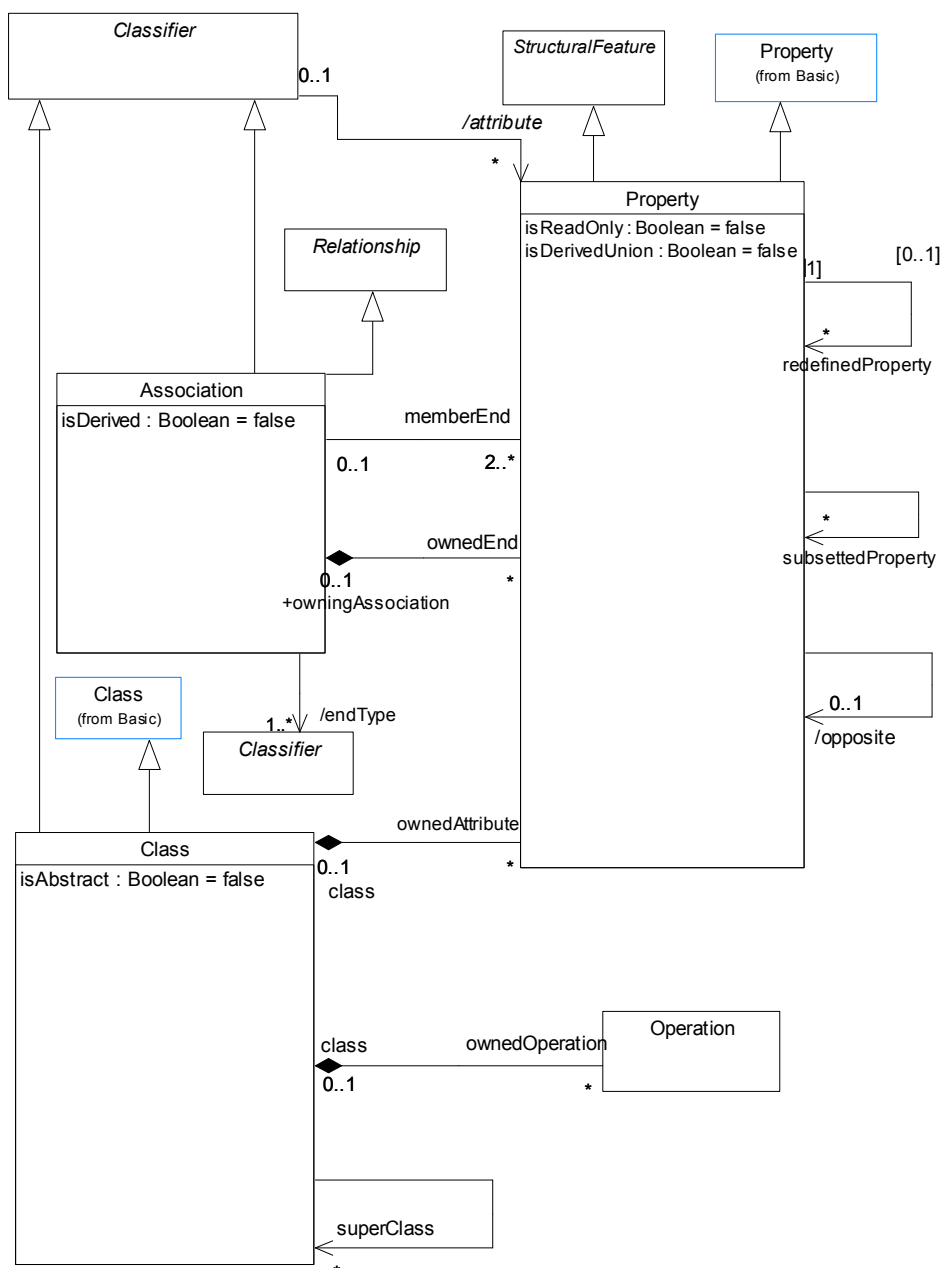 Classifier
0..1
/attribute
*
StructuralFeature
Property
(from Basic)
Property
isReadOnly : Boolean = false
isDerivedUnion : Boolean = false
1]
[0..1]
*
redefinedProperty
Relationship
Association
isDerived : Boolean = false
memberEnd
0..1
2..*
ownedEnd
0..1
*
+owningAssociation
*
subsettedProperty
0..1
/opposite
Class
(from Basic)
1..*
/endType
Classifier
ownedAttribute
Class
isAbstract : Boolean = false
0..1
*
class
class
ownedOperation
0..1
*
Operation
superClass
*